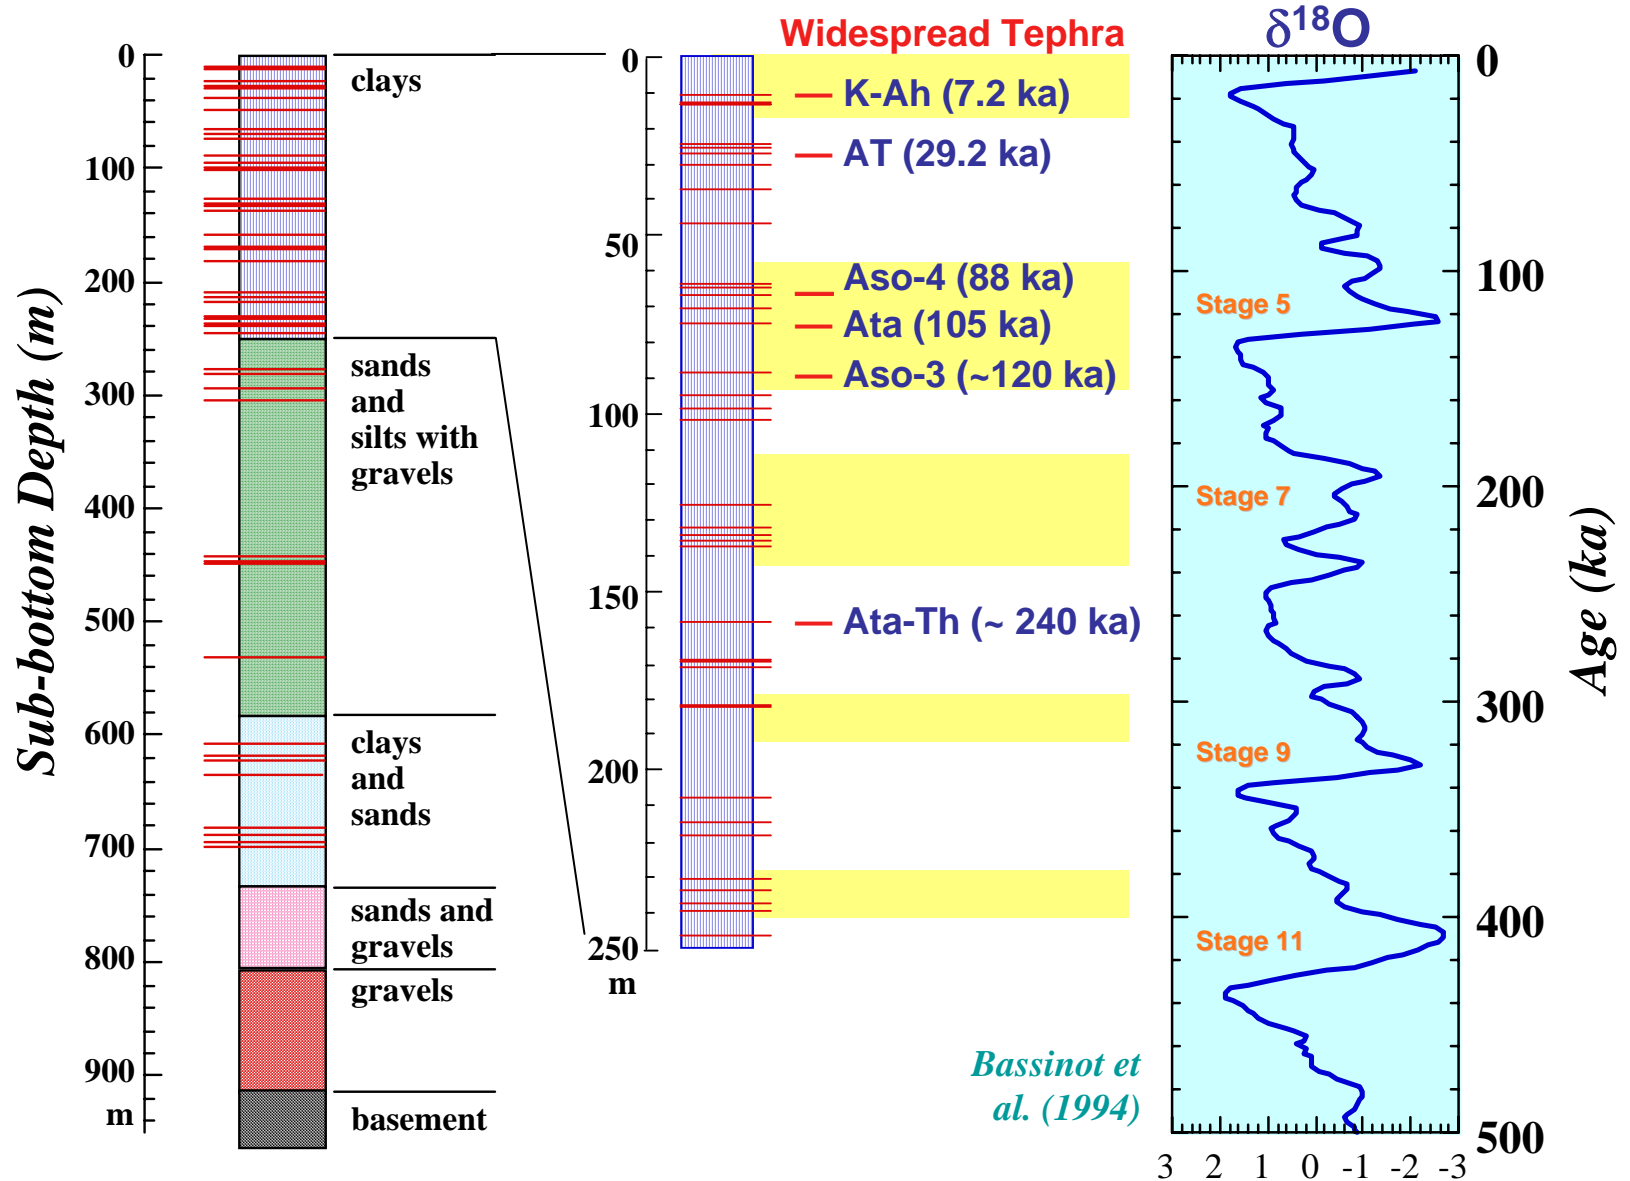 Sub-bottom Depth (m)
0
100
200
300
400
500
600
700
800
900
m
clays
sands
and
silts with
gravels
clays
and
sands
sands and
gravels
gravels
basement
0
50
100
150
200
250
m
Widespread Tephra
K-Ah (7.2 ka)
AT (29.2 ka)
Aso-4 (88 ka)
Ata (105 ka)
Aso-3 (~120 ka)
Ata-Th (~ 240 ka)
Bassinot et
al. (1994)
δ18O
Stage 5
Stage 7
Stage 9
Stage 11
3 2 1 0 -1 -2 -3
0
100
200
300
400
500
Age (ka)